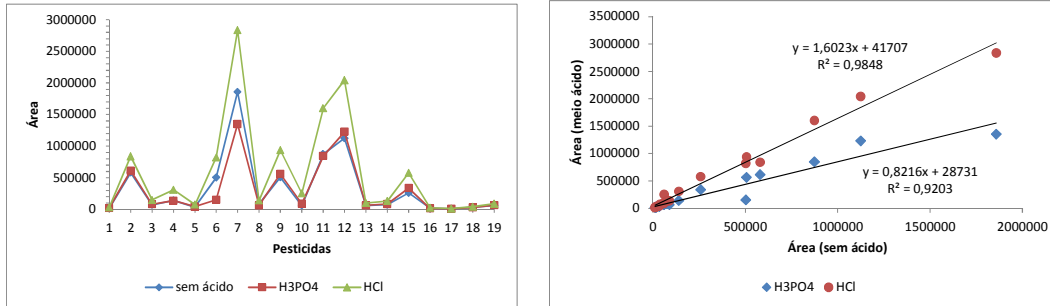 3000000
2500000
2000000
1500000
1000000
500000
0
Área
1 2 3 4 5 6 7 8 9 10 11 12 13 14 15 16 17 18 19
Pesticidas
sem ácido H3PO4 HCl
3500000
3000000
2500000
2000000
1500000
1000000
500000
0
Área (meio ácido)
y = 1,6023x + 41707
R² = 0,9848
y = 0,8216x + 28731
R² = 0,9203
0 500000 1000000 1500000 2000000
Área (sem ácido)
H3PO4 HCl